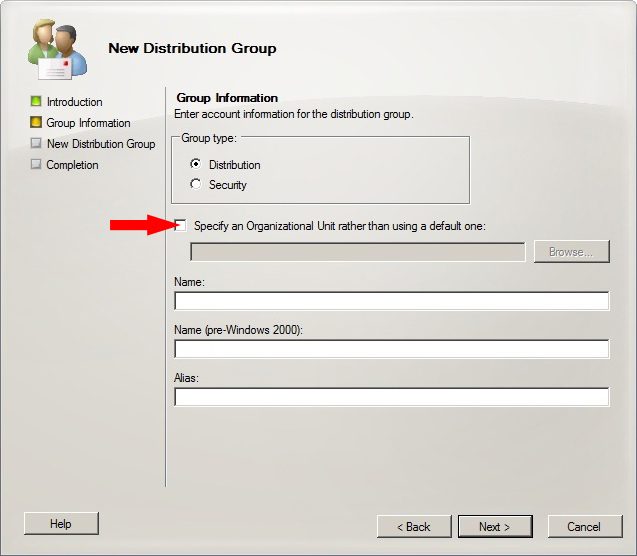 New Distribution Group
Introduction
Group Information
New Distribution Group
Completion
Group Information
Enter account information for the distribution group.
Group type:
Distribution
Security
Specify an Organizational Unit rather than using a default one:
Browse...
Name:
Name (pre-Windows 2000):
Alias:
Help
< Back
Next >
Cancel